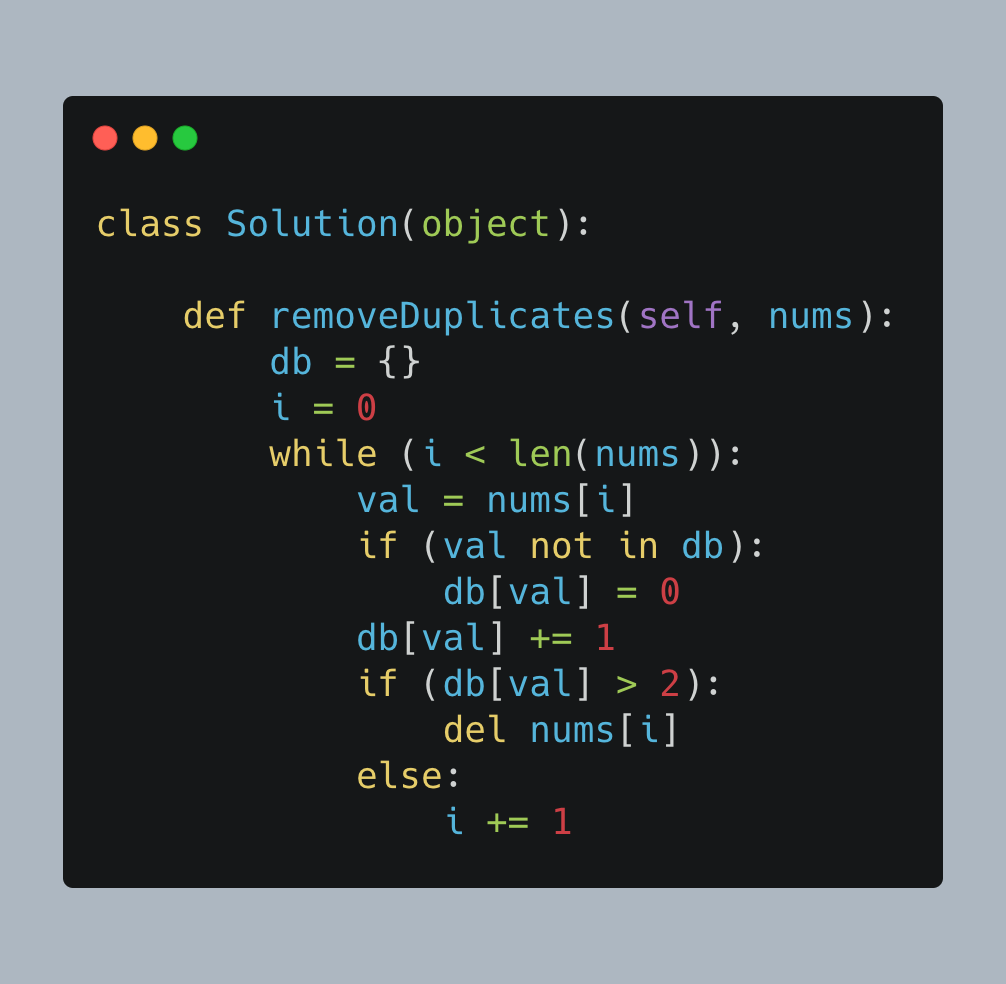 class Solution(object):

    def removeDuplicates(self, nums):
        db = {}
        i = 0
        while (i < len(nums)):
            val = nums[i]
            if (val not in db):
                db[val] = 0
            db[val] += 1
            if (db[val] > 2):
                del nums[i]
            else:
                i += 1